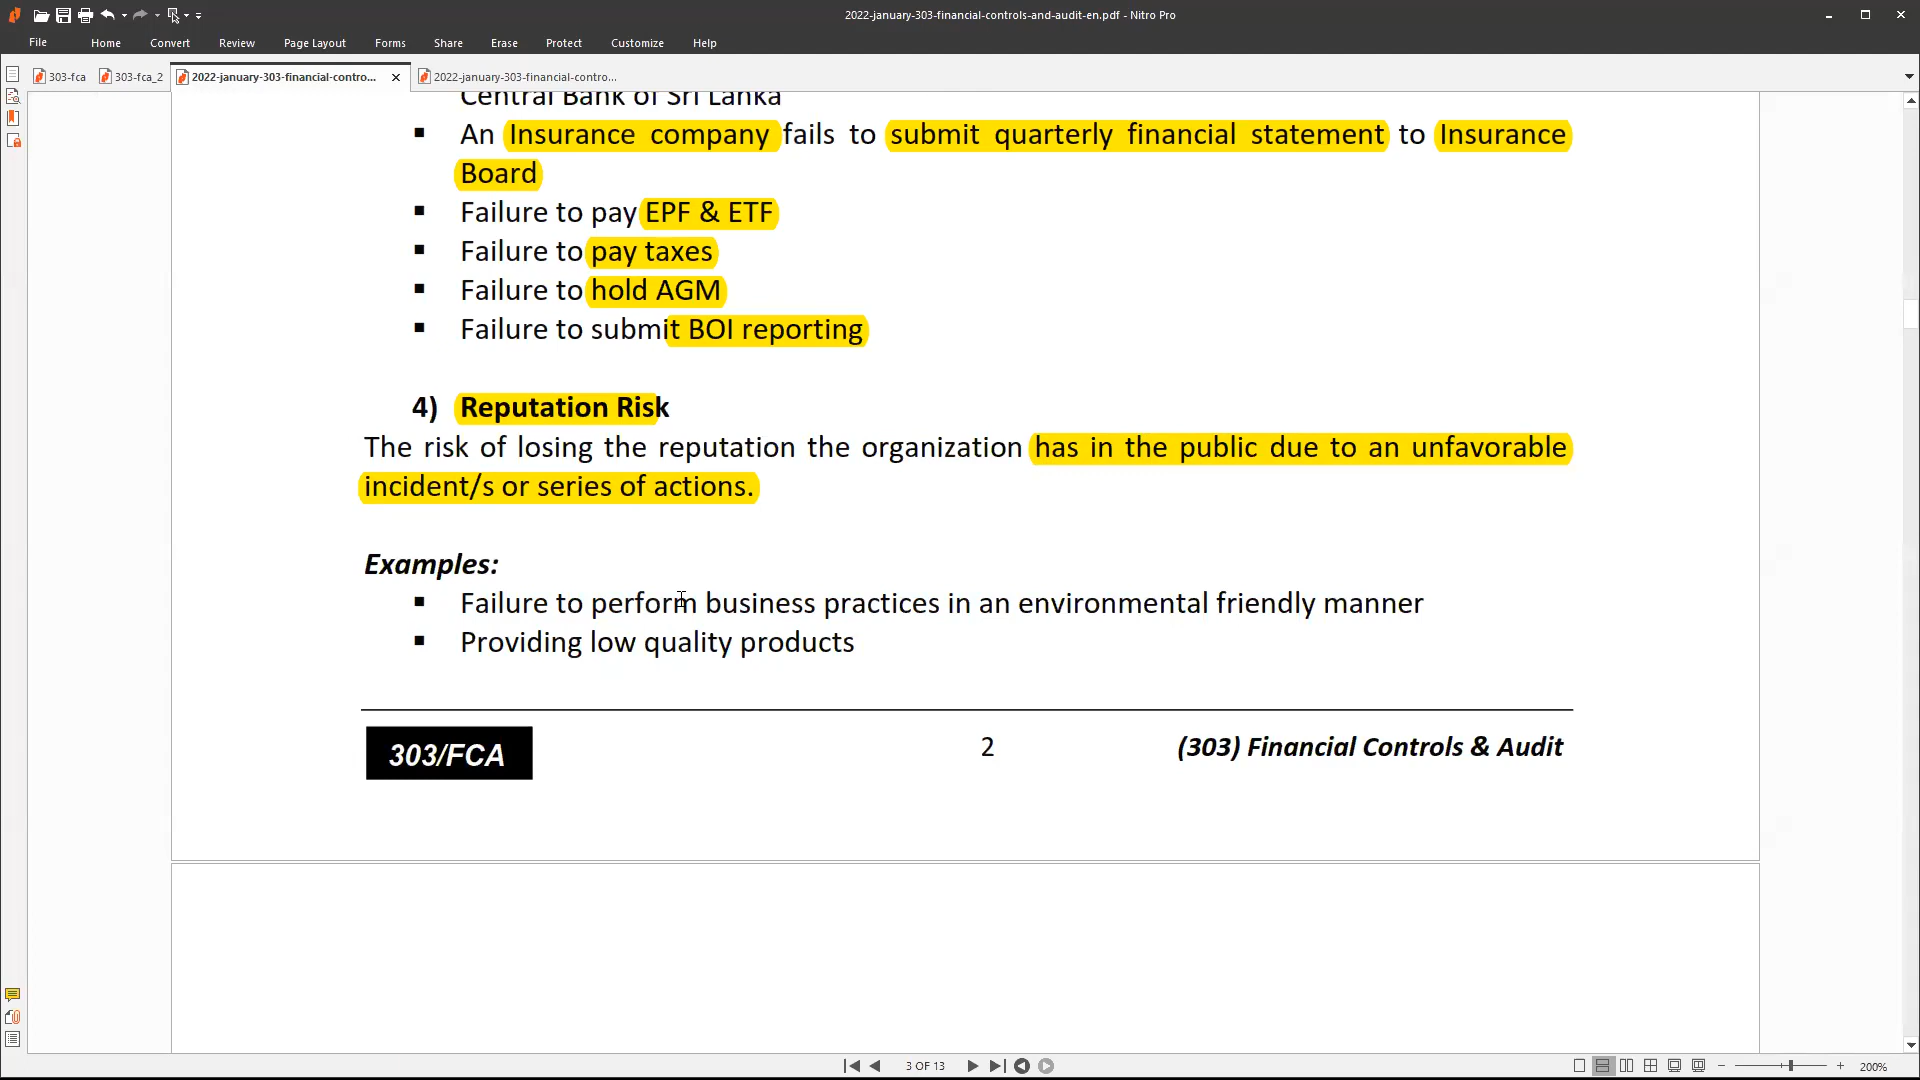 2022-january-303-financial-controls-and-audit-en.pdf - Nitro Pro
File Home Convert Review Page Layout Forms Share Erase Protect Customize Help
303-fca 303-fca_2 2022-january-303-financial-contro... 2022-january-303-financial-contro...
Central Bank of Sri Lanka
▪ An Insurance company fails to submit quarterly financial statement to Insurance
Board
▪ Failure to pay EPF & ETF
▪ Failure to pay taxes
▪ Failure to hold AGM
▪ Failure to submit BOI reporting
4) Reputation Risk
The risk of losing the reputation the organization has in the public due to an unfavorable
incident/s or series of actions.
Examples:
▪ Failure to perform business practices in an environmental friendly manner
▪ Providing low quality products
303/FCA 2 (303) Financial Controls & Audit
3 OF 13 200%